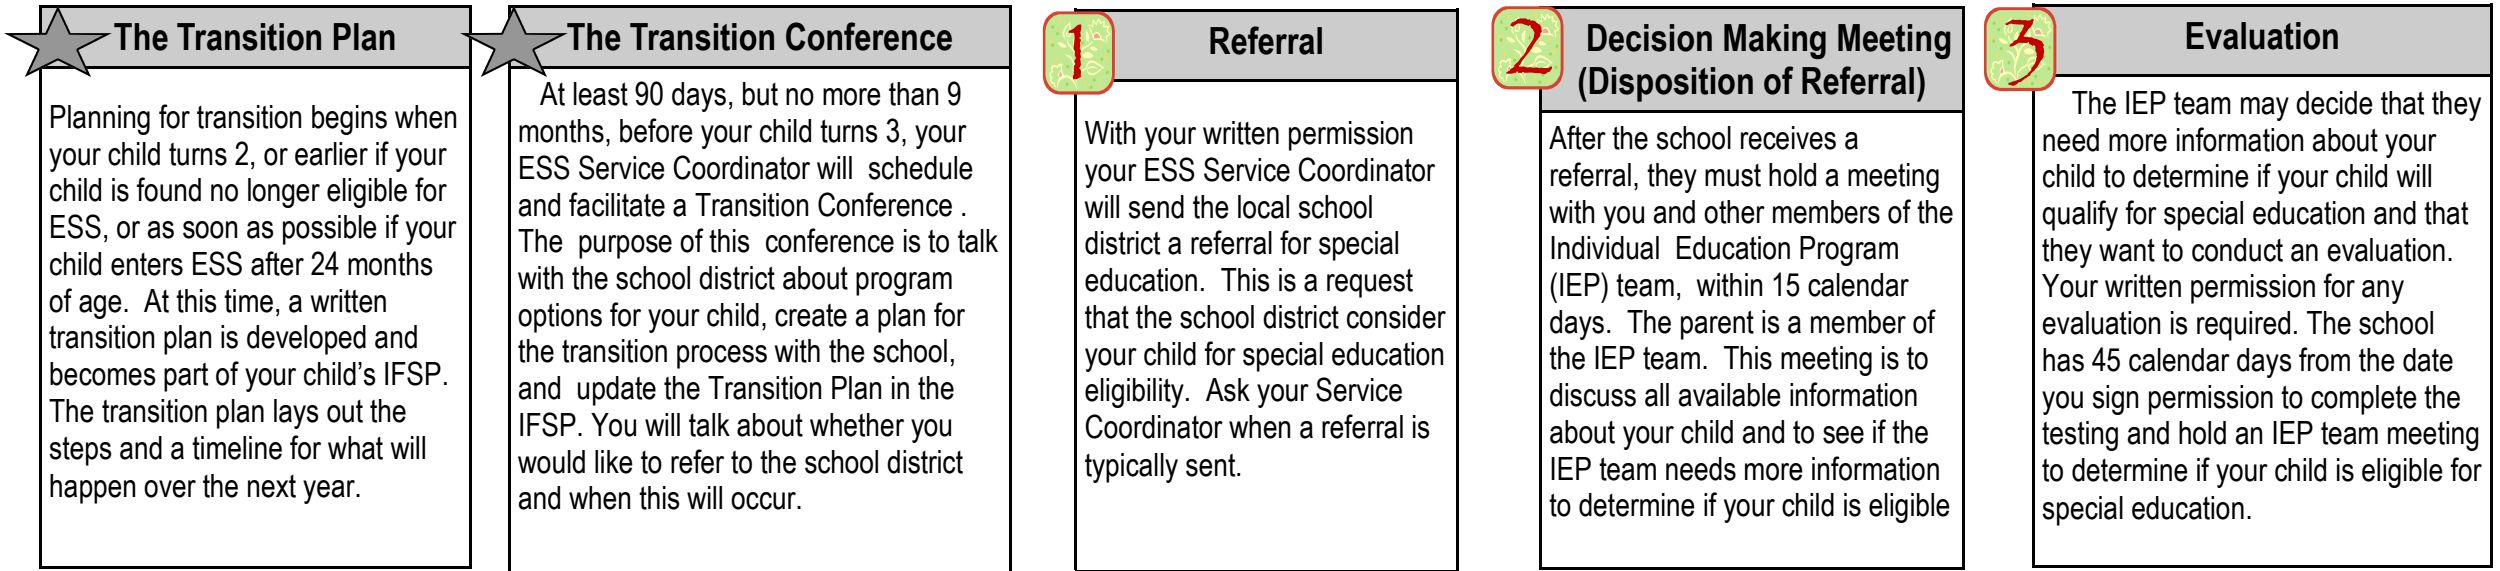 The Transition Plan
Planning for transition begins when
your child turns 2, or earlier if your
child is found no longer eligible for
ESS, or as soon as possible if your
child enters ESS after 24 months
of age.  At this time, a written
transition plan is developed and
becomes part of your child’s IFSP.
The transition plan lays out the
steps and a timeline for what will
happen over the next year.
The Transition Conference
At least 90 days, but no more than 9
months, before your child turns 3, your
ESS Service Coordinator will  schedule
and facilitate a Transition Conference .
The  purpose of this  conference is to talk
with the school district about program
options for your child, create a plan for
the transition process with the school,
and  update the Transition Plan in the
IFSP. You will talk about whether you
would like to refer to the school district
and when this will occur.
1
Referral
With your written permission
your ESS Service Coordinator
will send the local school
district a referral for special
education.  This is a request
that the school district consider
your child for special education
eligibility.  Ask your Service
Coordinator when a referral is
typically sent.
2
Decision Making Meeting
(Disposition of Referral)
After the school receives a
referral, they must hold a meeting
with you and other members of the
Individual  Education Program
(IEP) team,  within 15 calendar
days.  The parent is a member of
the IEP team.  This meeting is to
discuss all available information
about your child and to see if the
IEP team needs more information
to determine if your child is eligible
3
Evaluation
The IEP team may decide that they
need more information about your
child to determine if your child will
qualify for special education and that
they want to conduct an evaluation.
Your written permission for any
evaluation is required. The school
has 45 calendar days from the date
you sign permission to complete the
testing and hold an IEP team meeting
to determine if your child is eligible for
special education.